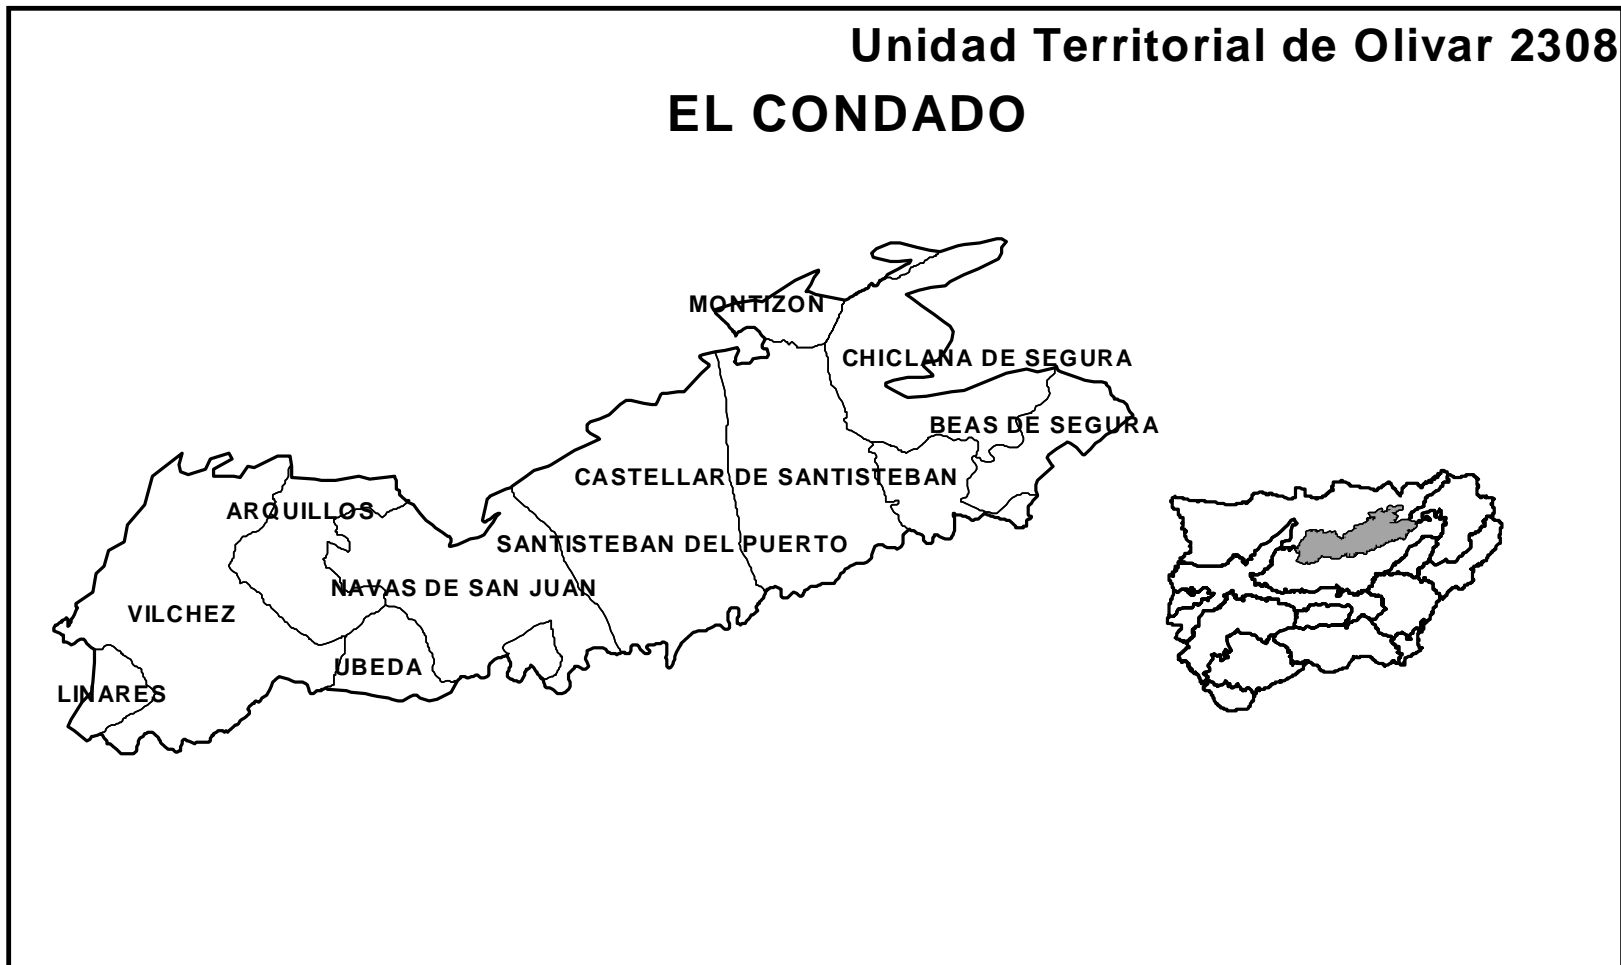 Unidad Territorial de Olivar 2308
EL CONDADO
MONTIZON
CHICLANA DE SEGURA
BEAS DE SEGURA
CASTELLAR DE SANTISTEBAN
ARQUILLOS
SANTISTEBAN DEL PUERTO
NAVAS DE SAN JUAN
VILCHEZ
UBEDA
LINARES